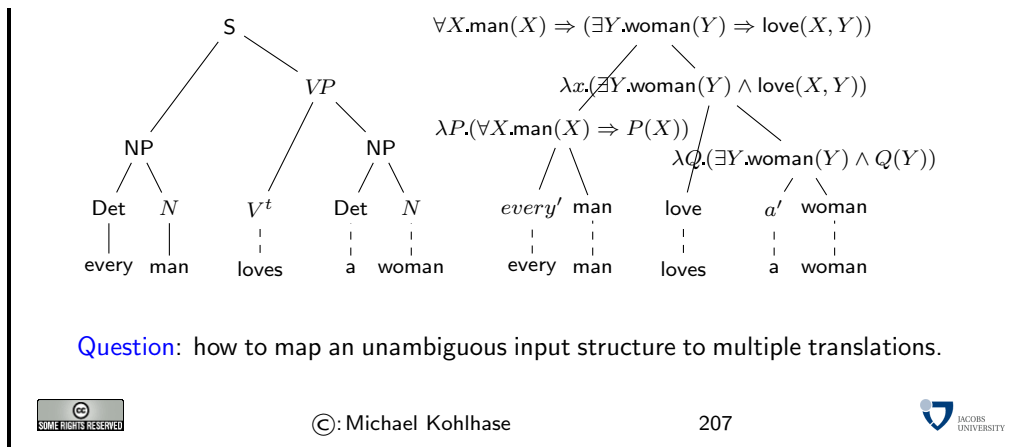 S ∀X.man(X) ⇒ (∃Y.woman(Y) ⇒ love(X, Y))
VP λx.(∃Y.woman(Y) ∧ love(X, Y))
NP NP λP.(∀X.man(X) ⇒ P(X)) λQ.(∃Y.woman(Y) ∧ Q(Y))
Det N Vᵗ Det N every′ man love a′ woman
every man loves a woman every man loves a woman
Question: how to map an unambiguous input structure to multiple translations.
cc SOME RIGHTS RESERVED ©: Michael Kohlhase 207 JACOBS UNIVERSITY